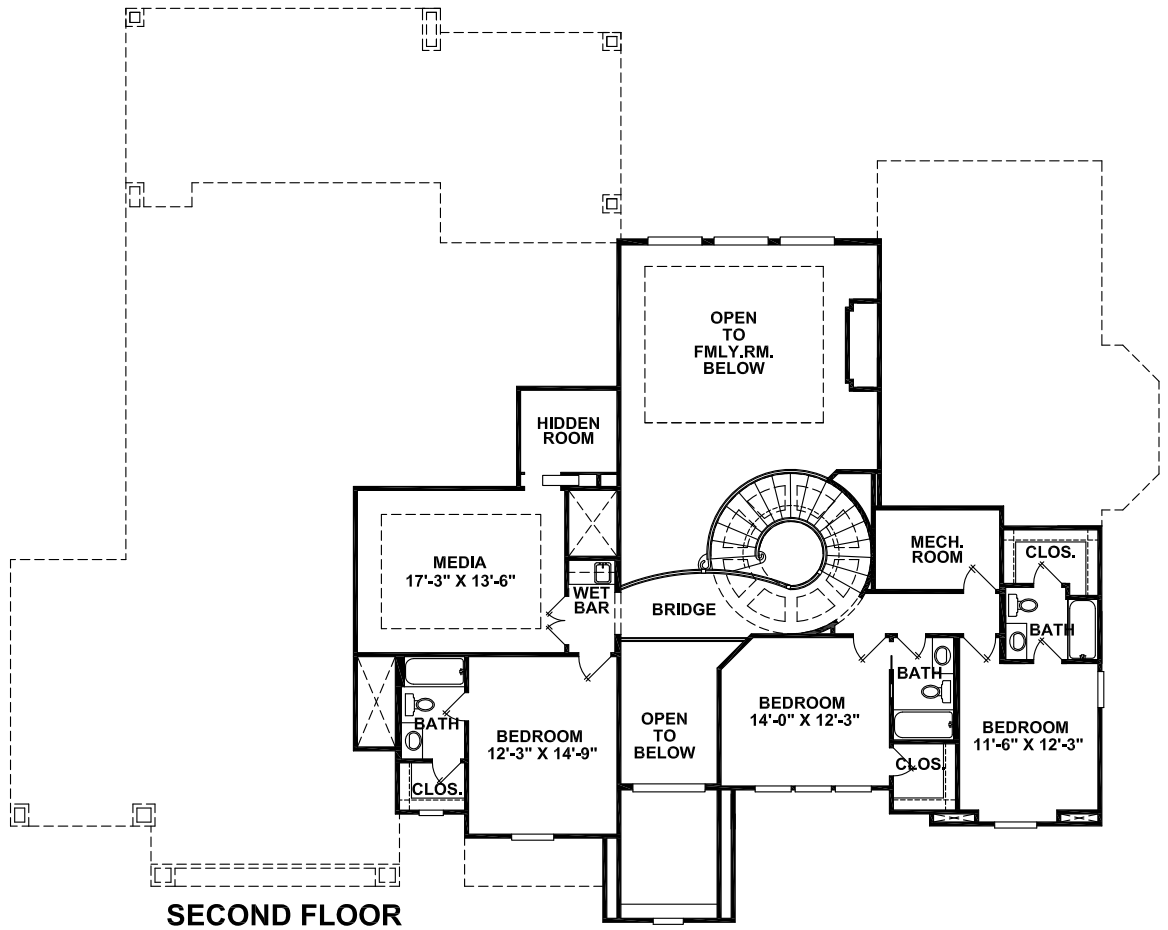 OPEN
TO
FMLY.RM.
BELOW
HIDDEN
ROOM
MEDIA
17'-3" X 13'-6"
WET
BAR
BRIDGE
MECH.
ROOM
CLOS.
BATH
BATH
BEDROOM
12'-3" X 14'-9"
CLOS.
OPEN
TO
BELOW
BEDROOM
14'-0" X 12'-3"
BATH
CLOS.
BEDROOM
11'-6" X 12'-3"
SECOND FLOOR